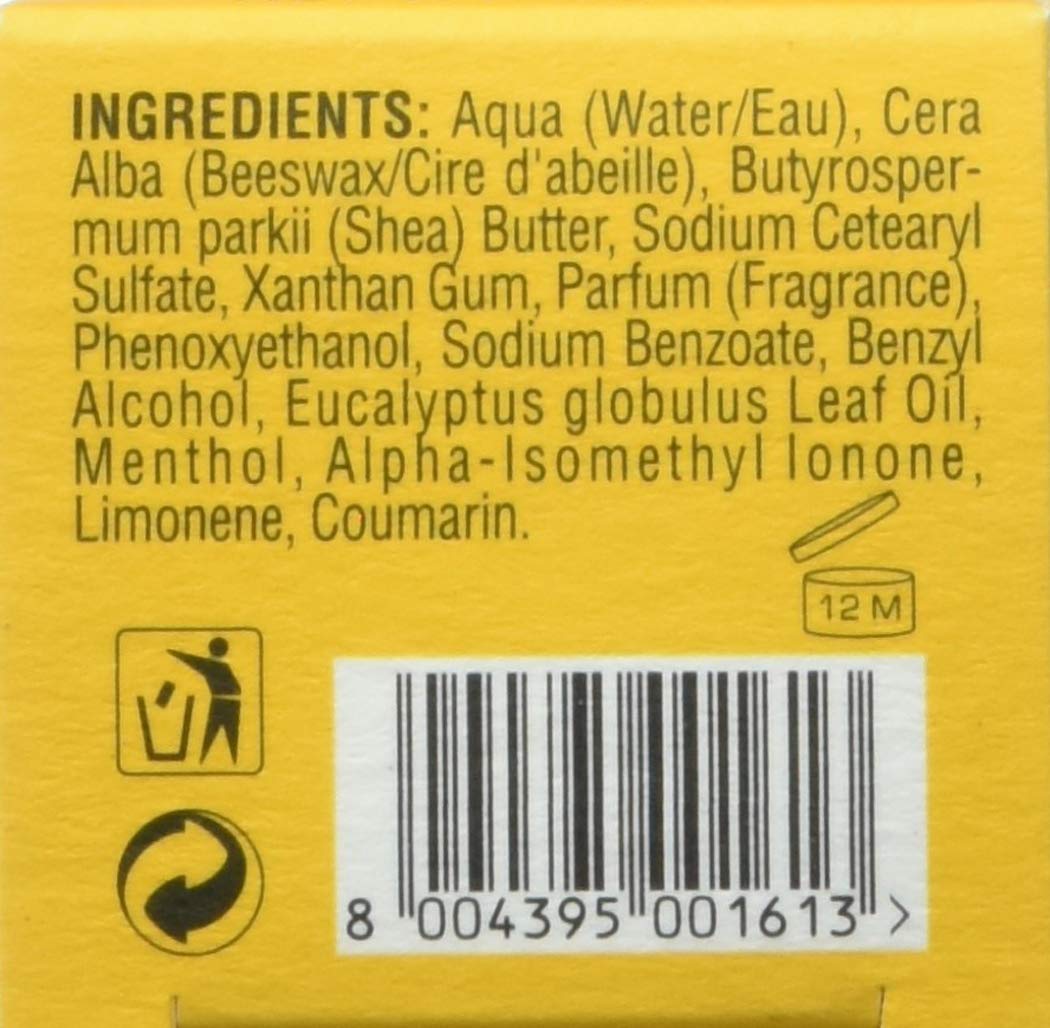 INGREDIENTS: Aqua (Water/Eau), Cera
Alba (Beeswax/Cire d'abeille), Butyrosper-
mum parkii (Shea) Butter, Sodium Cetearyl
Sulfate, Xanthan Gum, Parfum (Fragrance),
Phenoxyethanol, Sodium Benzoate, Benzyl
Alcohol, Eucalyptus globulus Leaf Oil,
Menthol, Alpha-Isomethyl Ionone,
Limonene, Coumarin.
12 M
8 004395 001613 >